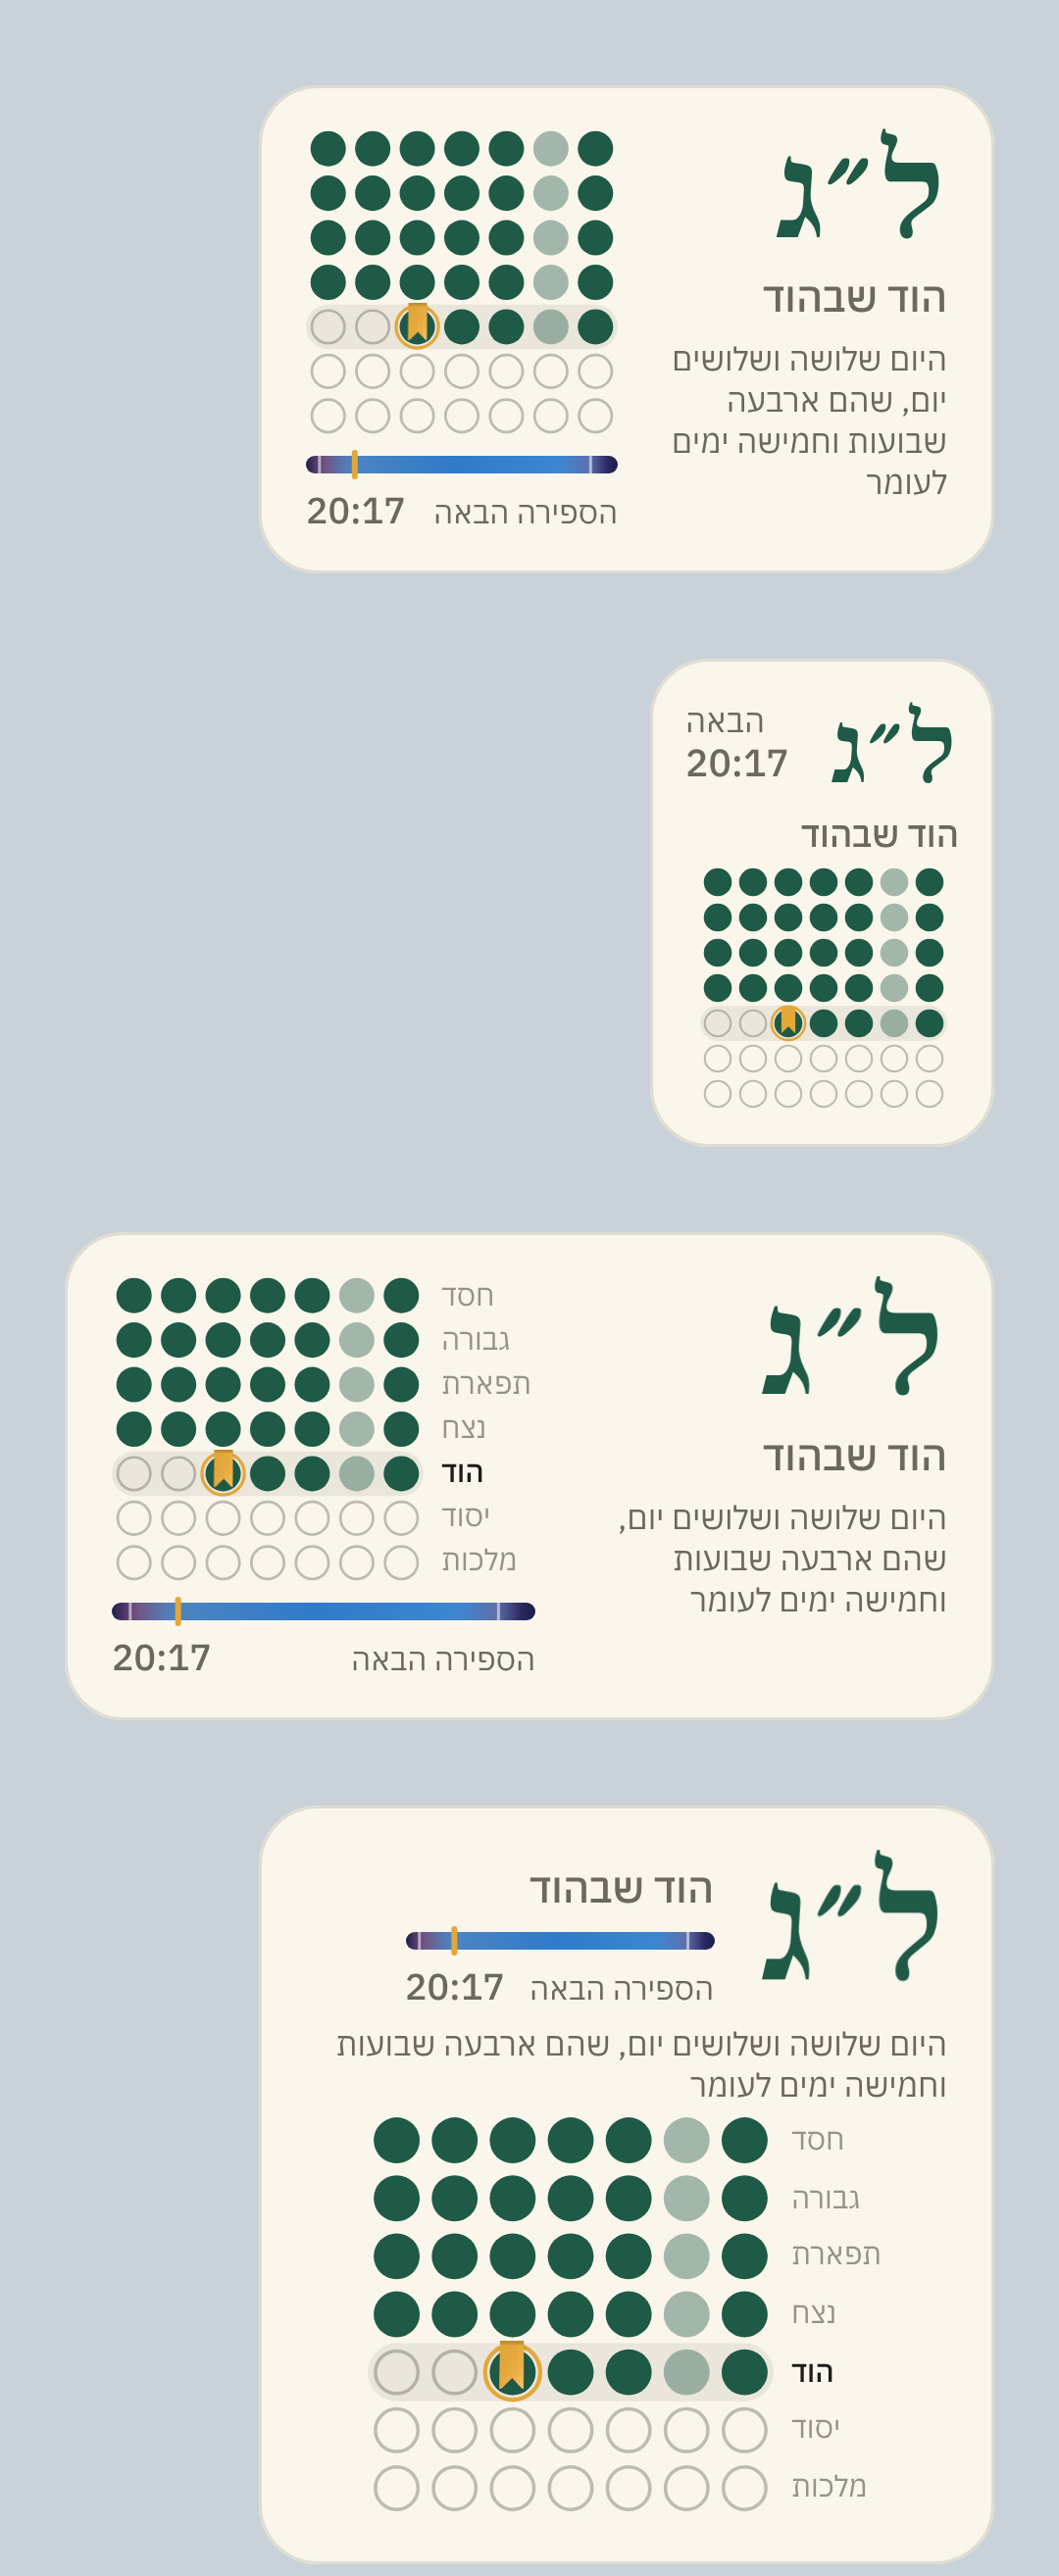 ל״ג
הוד שבהוד
היום שלושה ושלושים
יום, שהם ארבעה
שבועות וחמישה ימים
לעומר
הספירה הבאה 20:17
ל״ג
הבאה
20:17
הוד שבהוד
ל״ג
הוד שבהוד
היום שלושה ושלושים יום,
שהם ארבעה שבועות
וחמישה ימים לעומר
חסד
גבורה
תפארת
נצח
הוד
יסוד
מלכות
הספירה הבאה 20:17
ל״ג
הוד שבהוד
הספירה הבאה 20:17
היום שלושה ושלושים יום, שהם ארבעה שבועות
וחמישה ימים לעומר
חסד
גבורה
תפארת
נצח
הוד
יסוד
מלכות